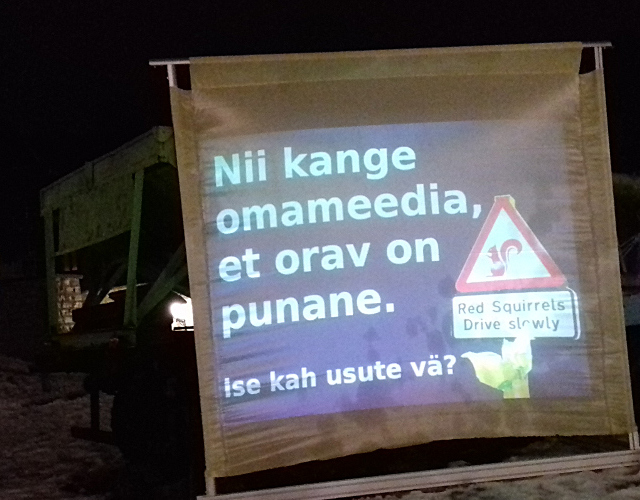 Nii kange
omameedia,
et orav on
punane.
ise kah usute vä?
Red Squirrels
Drive slowly